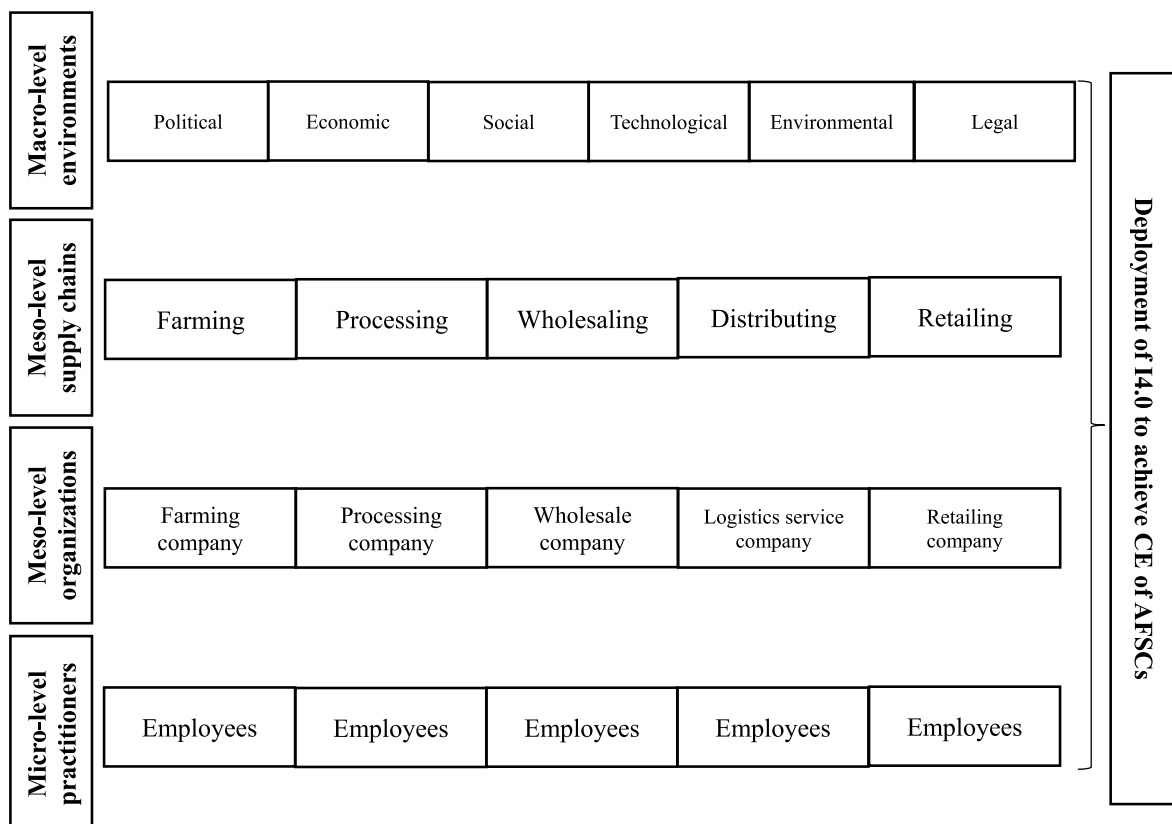 Macro-level
environments
Political
Economic
Social
Technological
Environmental
Legal
Meso-level
supply chains
Farming
Processing
Wholesaling
Distributing
Retailing
Meso-level
organizations
Farming
company
Processing
company
Wholesale
company
Logistics service
company
Retailing
company
Micro-level
practitioners
Employees
Employees
Employees
Employees
Employees
Deployment of I4.0 to achieve CE of AFSCs